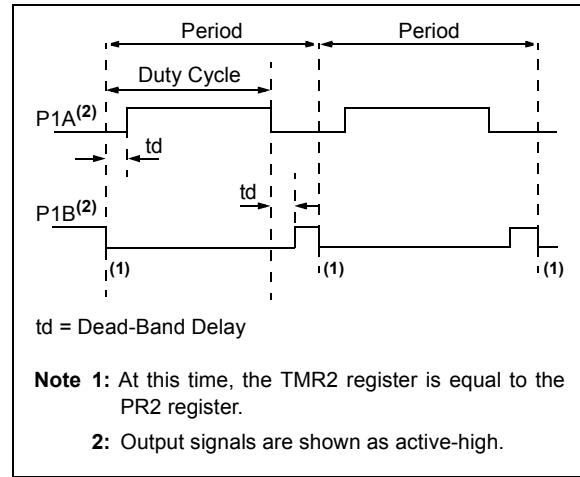 Period Period
Duty Cycle
P1A(2)
td
td
P1B(2)
(1) (1) (1)
td = Dead-Band Delay
Note 1: At this time, the TMR2 register is equal to the
PR2 register.
2: Output signals are shown as active-high.